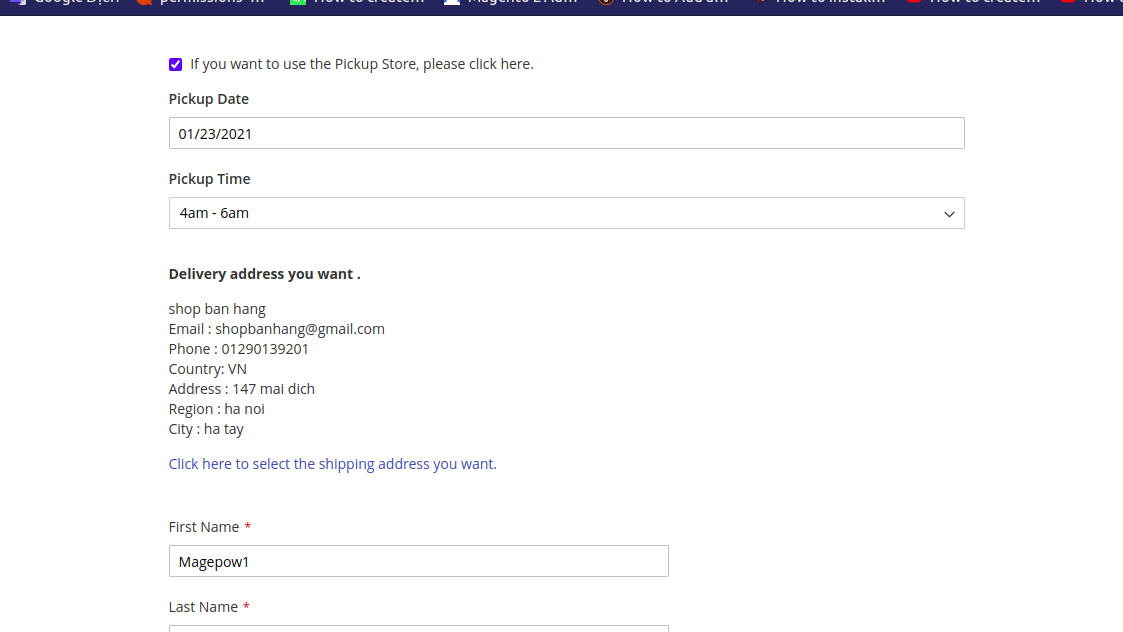 If you want to use the Pickup Store, please click here.
Pickup Date
01/23/2021
Pickup Time
4am - 6am
Delivery address you want .
shop ban hang
Email : shopbanhang@gmail.com
Phone : 01290139201
Country: VN
Address : 147 mai dich
Region : ha noi
City : ha tay
Click here to select the shipping address you want.
First Name *
Magepow1
Last Name *